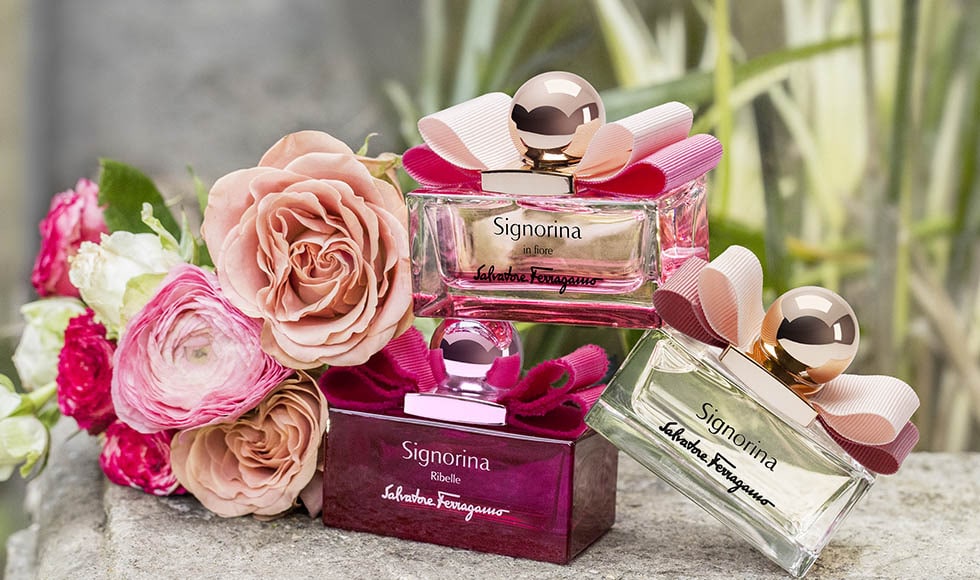 Signorina
in fiore
Salvatore Ferragamo
Signorina
Ribelle
Salvatore Ferragamo
Signorina
Salvatore Ferragamo